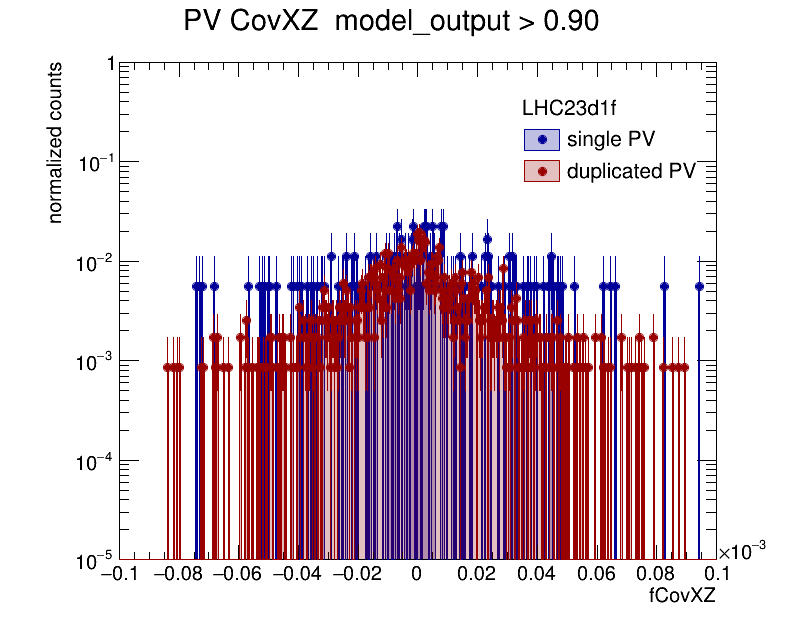 PV CovXZ model_output > 0.90
normalized counts
1
10⁻¹
10⁻²
10⁻³
10⁻⁴
10⁻⁵
LHC23d1f
single PV
duplicated PV
−0.1 −0.08 −0.06 −0.04 −0.02 0 0.02 0.04 0.06 0.08 0.1
×10⁻³
fCovXZ